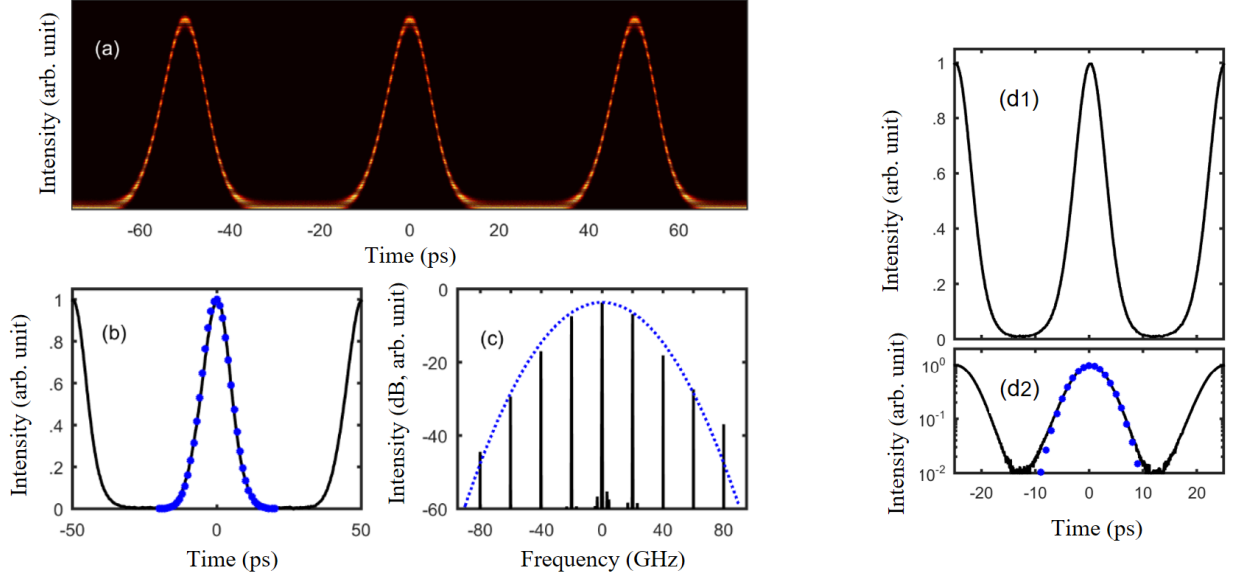 (a)
Intensity (arb. unit)
-60 -40 -20 0 20 40 60
Time (ps)
(b)
Intensity (arb. unit)
1
.8
.6
.4
.2
0
-50 0 50
Time (ps)
(c)
Intensity (dB, arb. unit)
0
-20
-40
-60
-80 -40 0 40 80
Frequency (GHz)
(d1)
Intensity (arb. unit)
1
.8
.6
.4
.2
0
(d2)
Intensity (arb. unit)
10⁰
10⁻¹
10⁻²
-20 -10 0 10 20
Time (ps)